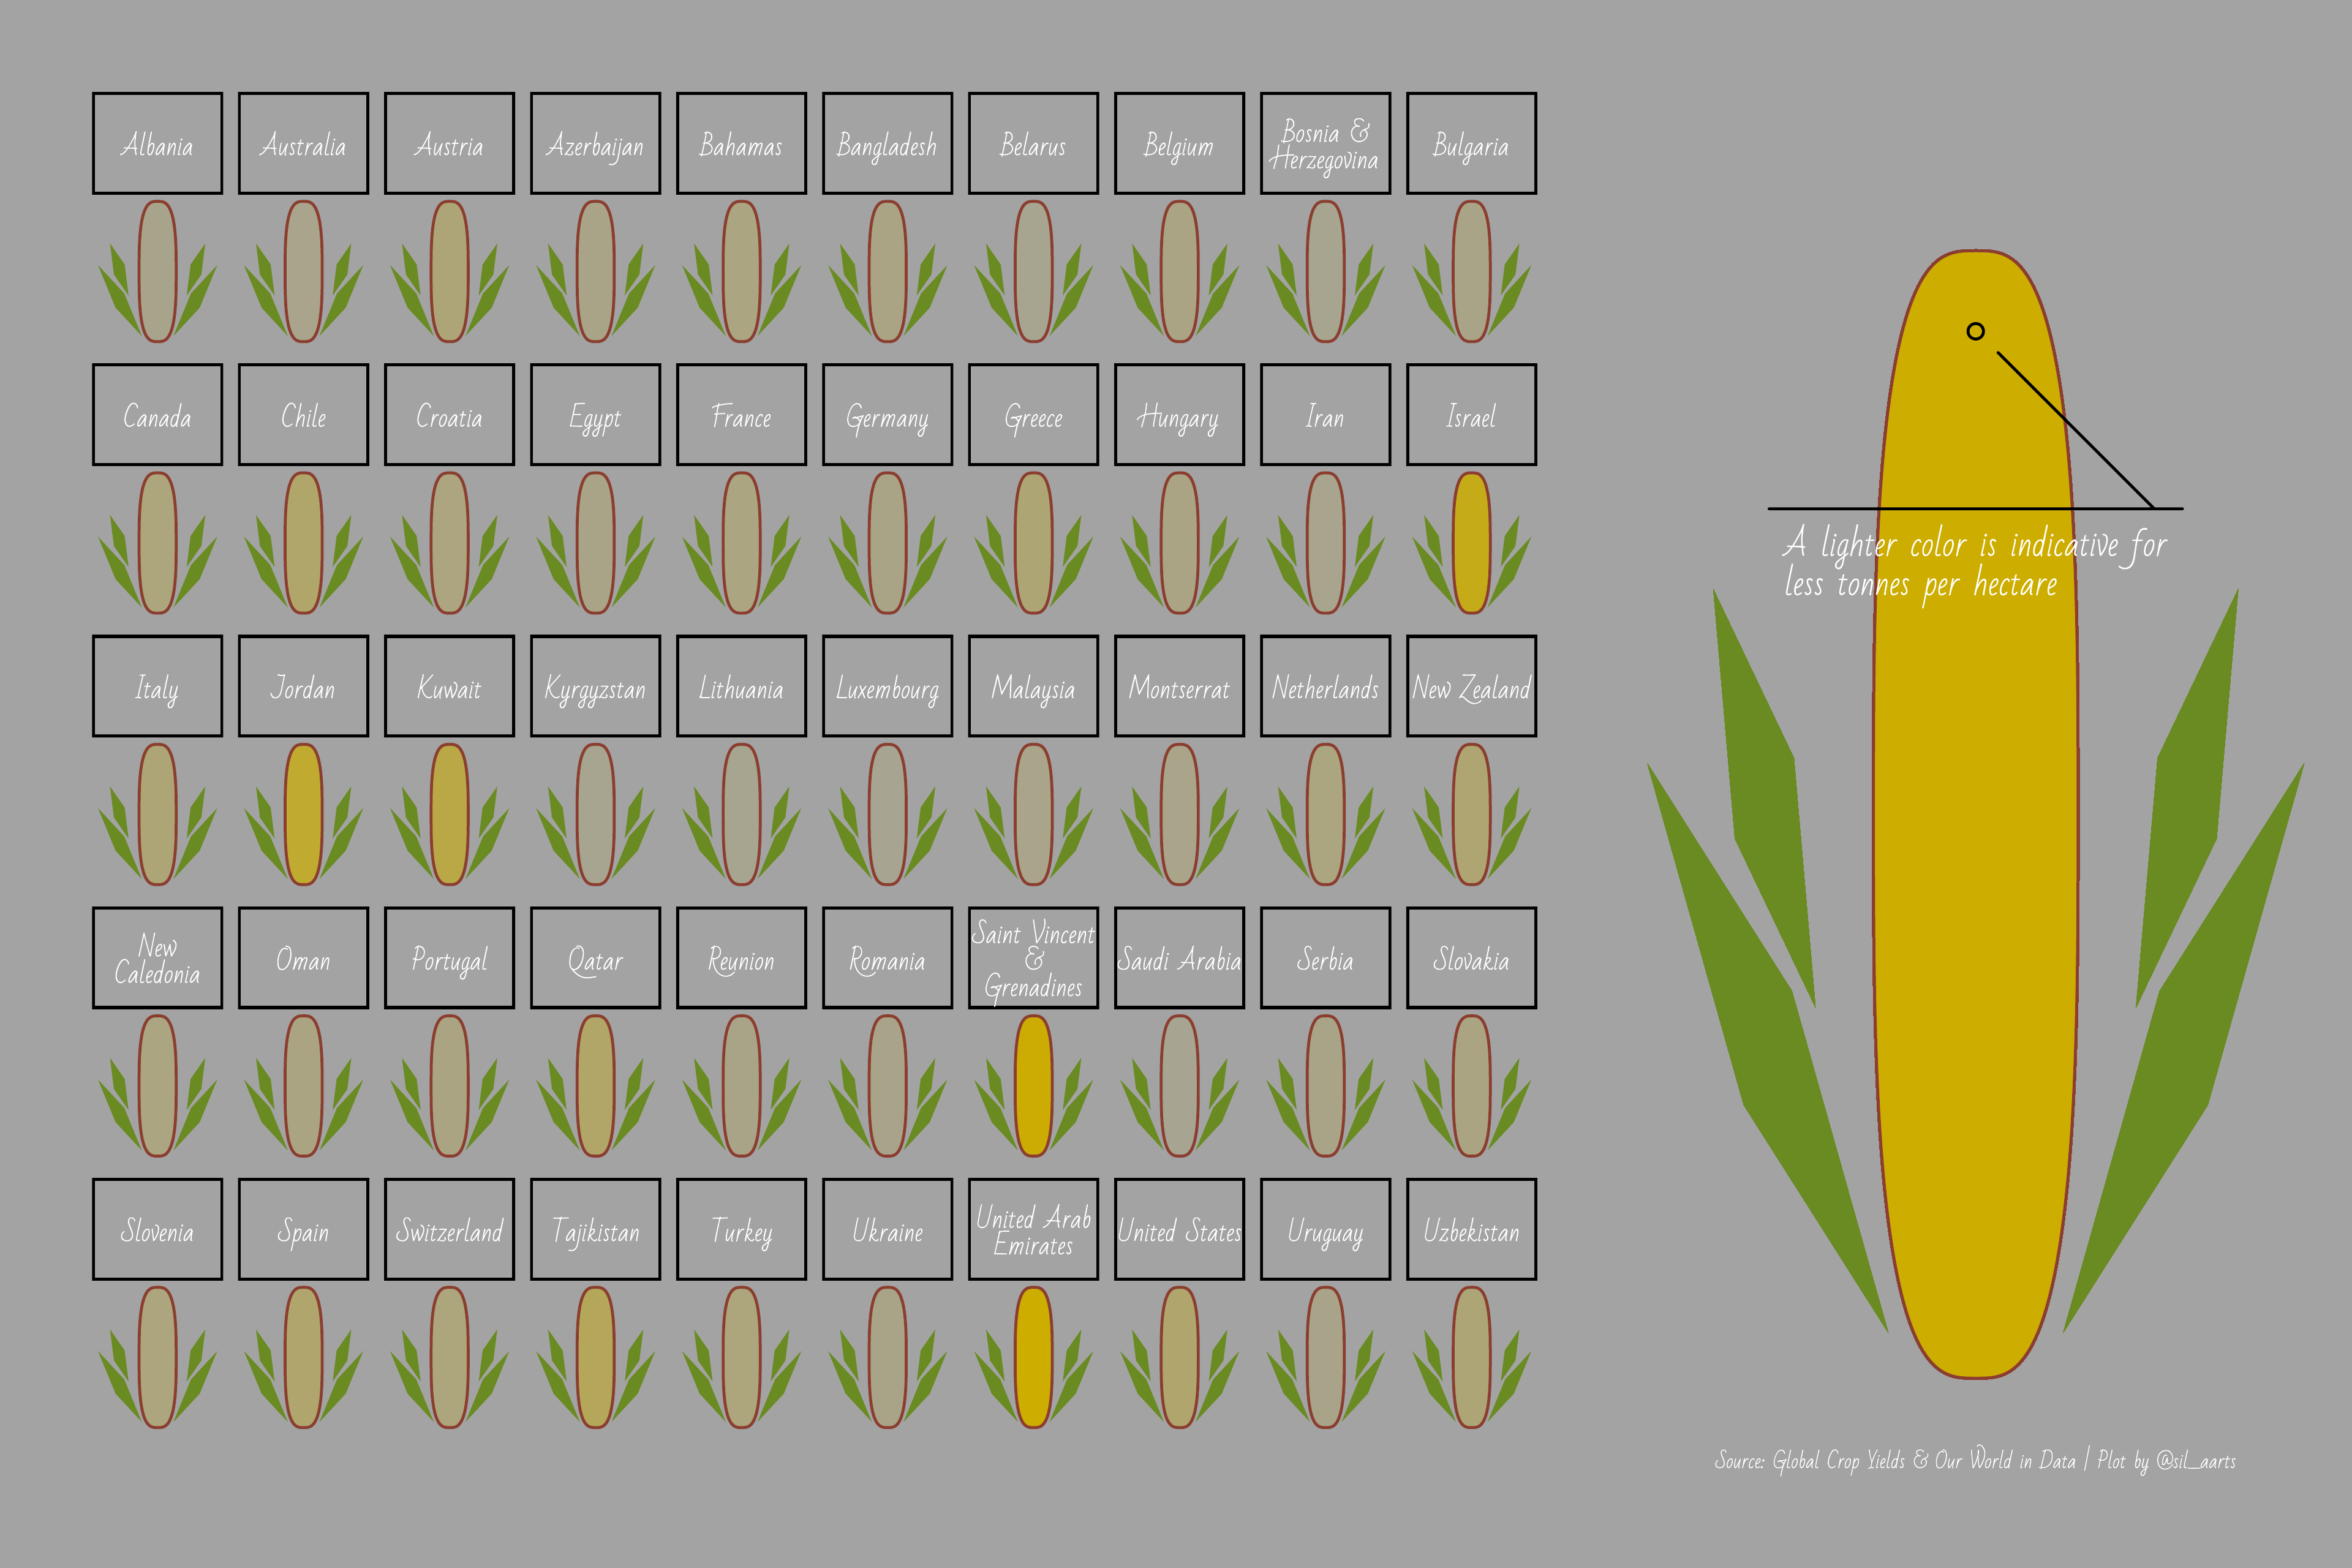 Albania
Australia
Austria
Azerbaijan
Bahamas
Bangladesh
Belarus
Belgium
Bosnia &
Herzegovina
Bulgaria
Canada
Chile
Croatia
Egypt
France
Germany
Greece
Hungary
Iran
Israel
Italy
Jordan
Kuwait
Kyrgyzstan
Lithuania
Luxembourg
Malaysia
Montserrat
Netherlands
New Zealand
New
Caledonia
Oman
Portugal
Qatar
Reunion
Romania
Saint Vincent
&
Grenadines
Saudi Arabia
Serbia
Slovakia
Slovenia
Spain
Switzerland
Tajikistan
Turkey
Ukraine
United Arab
Emirates
United States
Uruguay
Uzbekistan
A lighter color is indicative for
less tonnes per hectare
Source: Global Crop Yields & Our World in Data | Plot by @sil_aarts